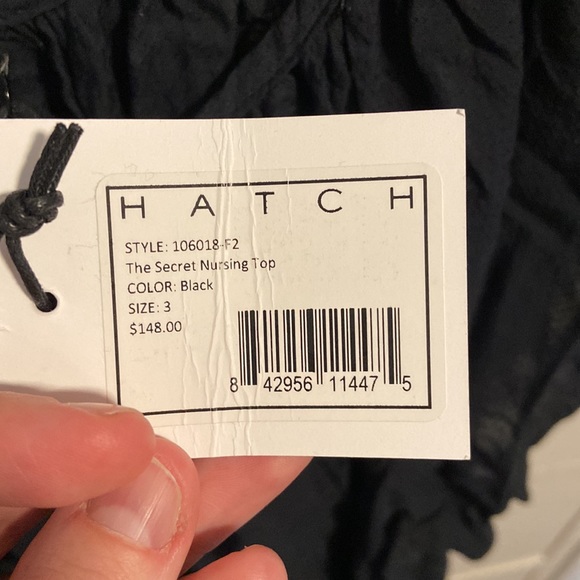 HATCH
STYLE: 106018-F2
The Secret Nursing Top
COLOR: Black
SIZE: 3
$148.00
8 42956 11447 5